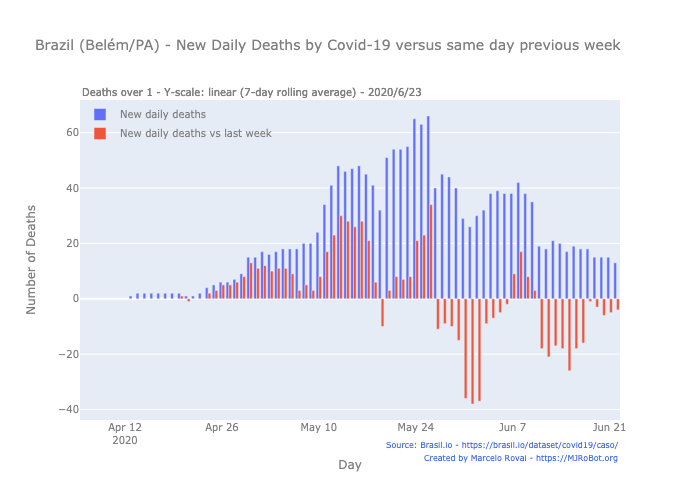 Brazil (Belém/PA) - New Daily Deaths by Covid-19 versus same day previous week
Deaths over 1 - Y-scale: linear (7-day rolling average) - 2020/6/23
New daily deaths
New daily deaths vs last week
60
40
20
0
−20
−40
Number of Deaths
Apr 12 Apr 26 May 10 May 24 Jun 7 Jun 21
2020
Day
Source: Brasil.io - https://brasil.io/dataset/covid19/caso/
Created by Marcelo Rovai - https://MJRoBot.org